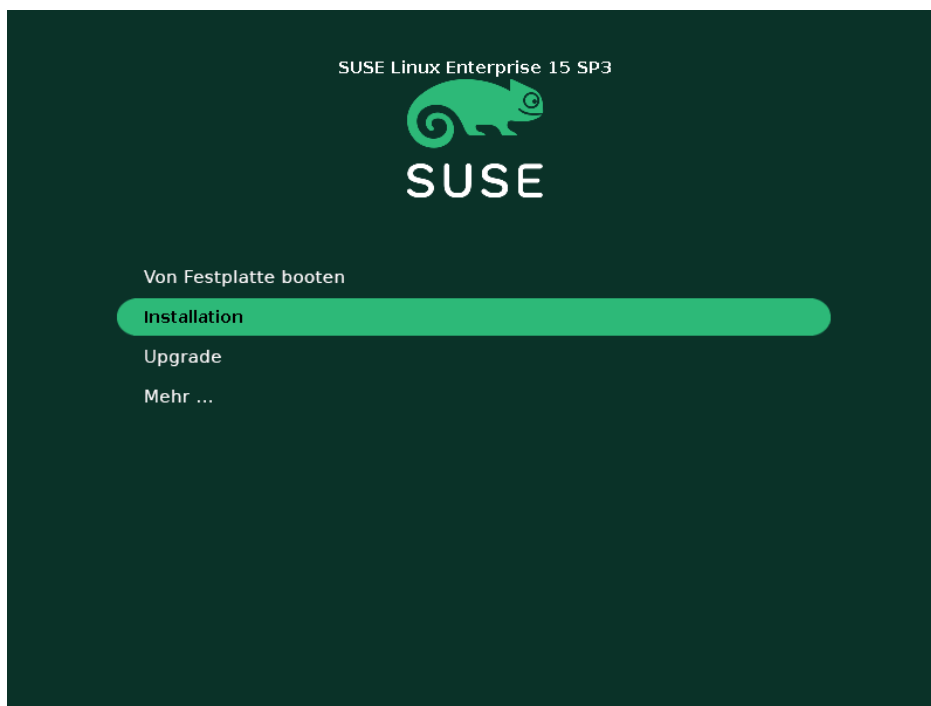 SUSE Linux Enterprise 15 SP3
SUSE
Von Festplatte booten
Installation
Upgrade
Mehr ...